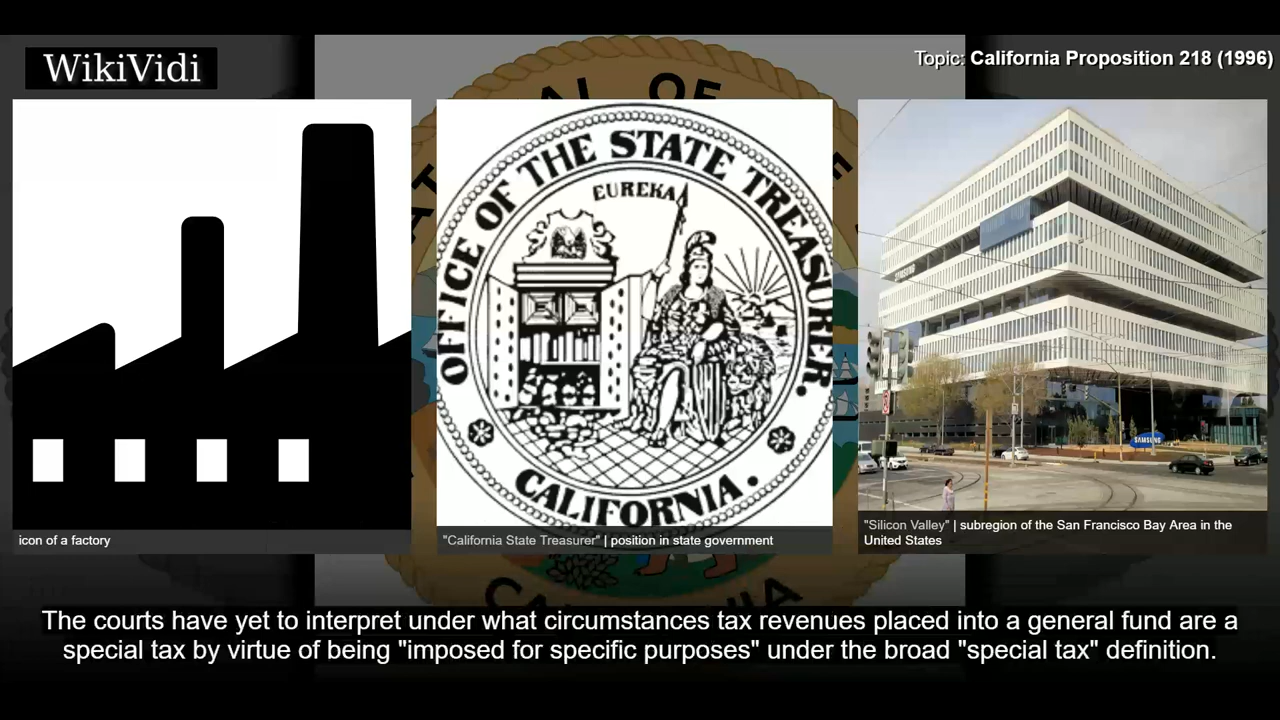 WikiVidi
Topic: California Proposition 218 (1996)
OFFICE OF THE STATE TREASURER.
EUREKA
CALIFORNIA.
SAMSUNG
SAMSUNG
icon of a factory
"California State Treasurer" | position in state government
"Silicon Valley" | subregion of the San Francisco Bay Area in the
United States
The courts have yet to interpret under what circumstances tax revenues placed into a general fund are a
special tax by virtue of being "imposed for specific purposes" under the broad "special tax" definition.